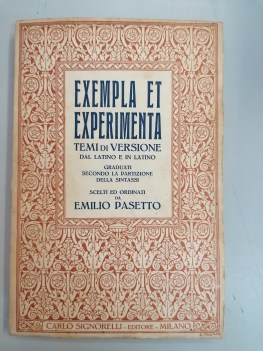 EXEMPLA ET
EXPERIMENTA
TEMI DI VERSIONE
DAL LATINO E IN LATINO
GRADUATI
SECONDO LA PARTIZIONE
DELLA SINTASSI
SCELTI ED ORDINATI
DA
EMILIO PASETTO
CARLO SIGNORELLI - EDITORE - MILANO